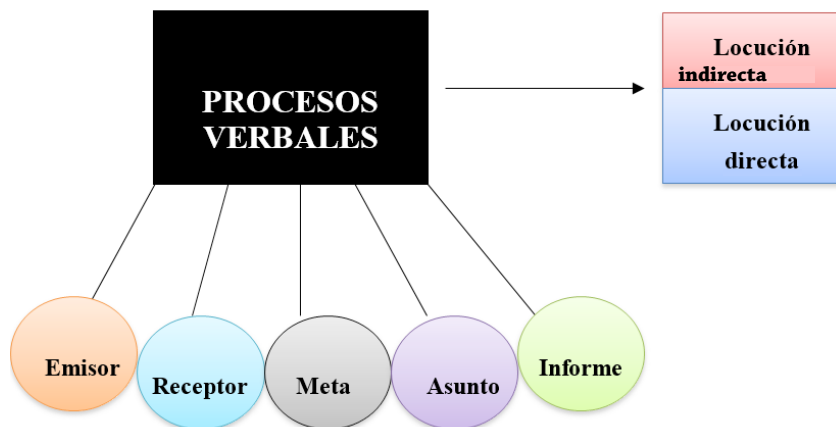 PROCESOS
VERBALES
Locución
indirecta
Locución
directa
Emisor
Receptor
Meta
Asunto
Informe